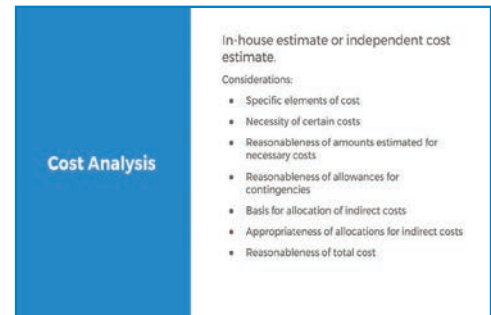 Cost Analysis
In-house estimate or independent cost
estimate.
Considerations:
• Specific elements of cost
• Necessity of certain costs
• Reasonableness of amounts estimated for
necessary costs
• Reasonableness of allowances for
contingencies
• Basis for allocation of indirect costs
• Appropriateness of allocations for indirect costs
• Reasonableness of total cost